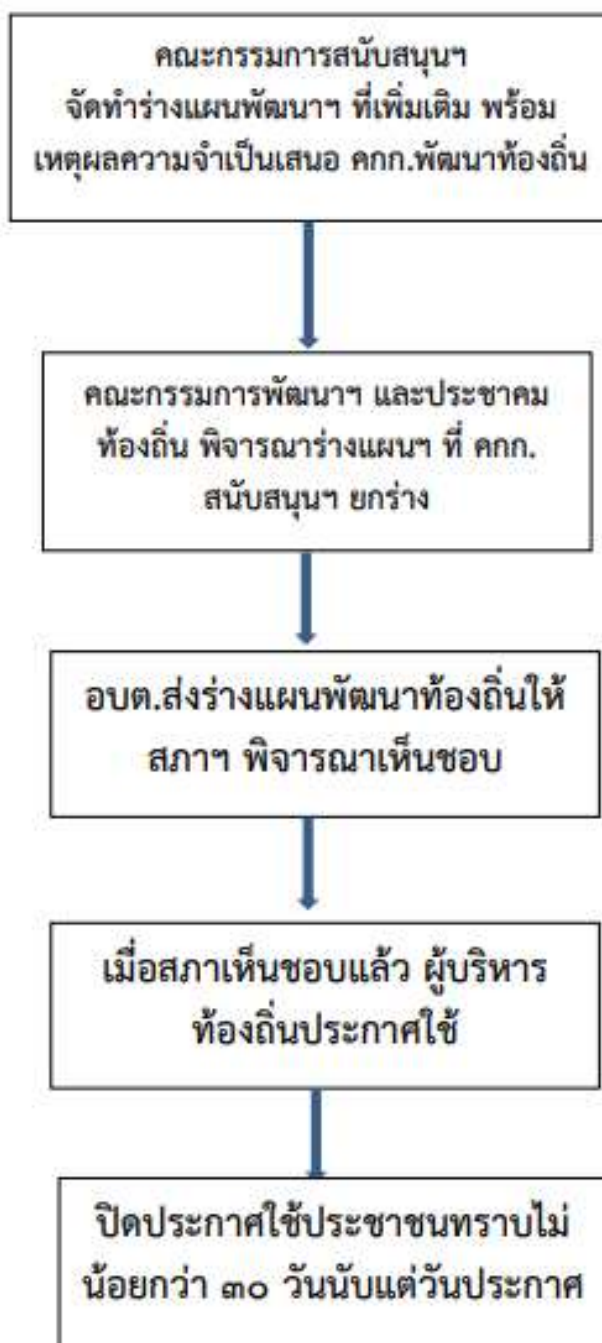 คณะกรรมการสนับสนุนฯ
จัดทำร่างแผนพัฒนาฯ ที่เพิ่มเติม พร้อม
เหตุผลความจำเป็นเสนอ คกก.พัฒนาท้องถิ่น
คณะกรรมการพัฒนาฯ และประชาคม
ท้องถิ่น พิจารณาร่างแผนฯ ที่ คกก.
สนับสนุนฯ ยกร่าง
อบต.ส่งร่างแผนพัฒนาท้องถิ่นให้
สภาฯ พิจารณาเห็นชอบ
เมื่อสภาเห็นชอบแล้ว ผู้บริหาร
ท้องถิ่นประกาศใช้
ปิดประกาศใช้ประชาชนทราบไม่
น้อยกว่า ๓๐ วันนับแต่วันประกาศ